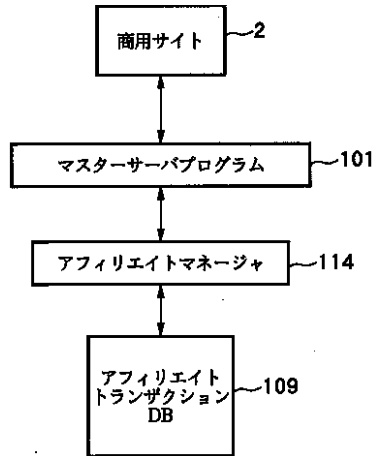 商用サイト
2
マスターサーバプログラム
101
アフィリエイトマネージャ
114
アフィリエイト
トランザクション
DB
109